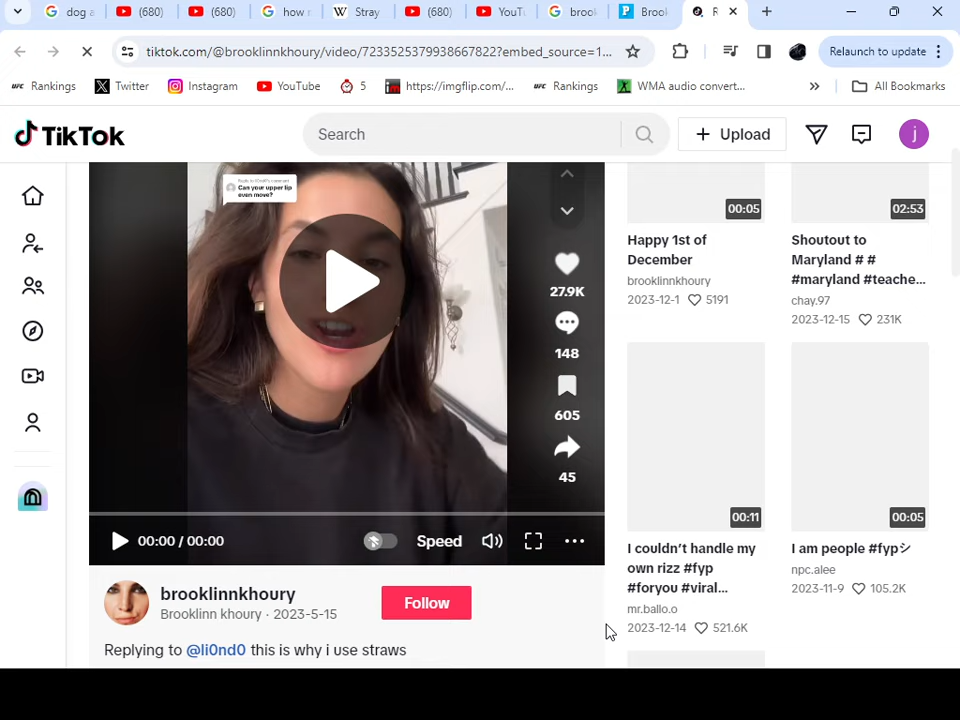 dog a
(680)
(680)
how r
Stray
(680)
YouTu
brook
Brook
R
tiktok.com/@brooklinnkhoury/video/7233525379938667822?embed_source=1...
Relaunch to update
Rankings
Twitter
Instagram
YouTube
5
https://imgflip.com/...
Rankings
WMA audio convert...
All Bookmarks
TikTok
Search
Upload
j
Can your upper lip
even move?
27.9K
148
605
45
00:00 / 00:00
Speed
brooklinnkhoury
Brooklinn khoury · 2023-5-15
Follow
Replying to @li0nd0 this is why i use straws
00:05
Happy 1st of
December
brooklinnkhoury
2023-12-1 5191
02:53
Shoutout to
Maryland # #
#maryland #teache...
chay.97
2023-12-15 231K
00:11
I couldn't handle my
own rizz #fyp
#foryou #viral...
mr.ballo.o
2023-12-14 521.6K
00:05
I am people #fypシ
npc.alee
2023-11-9 105.2K